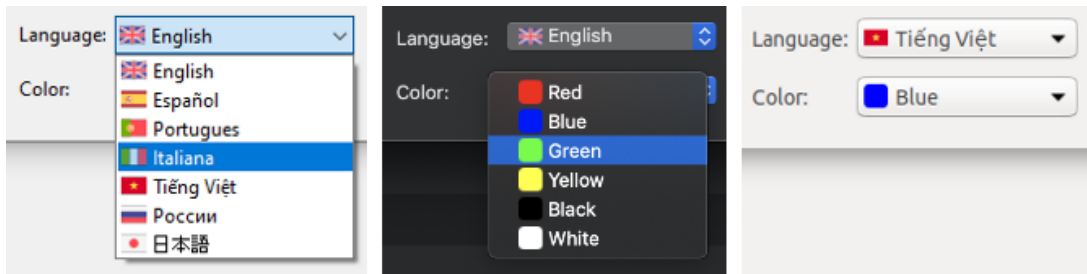 Language: English
English
Español
Color:
Portugues
Italiana
Tiếng Việt
России
日本語
Language: English
Color:
Red
Blue
Green
Yellow
Black
White
Language: Tiếng Việt
Color: Blue